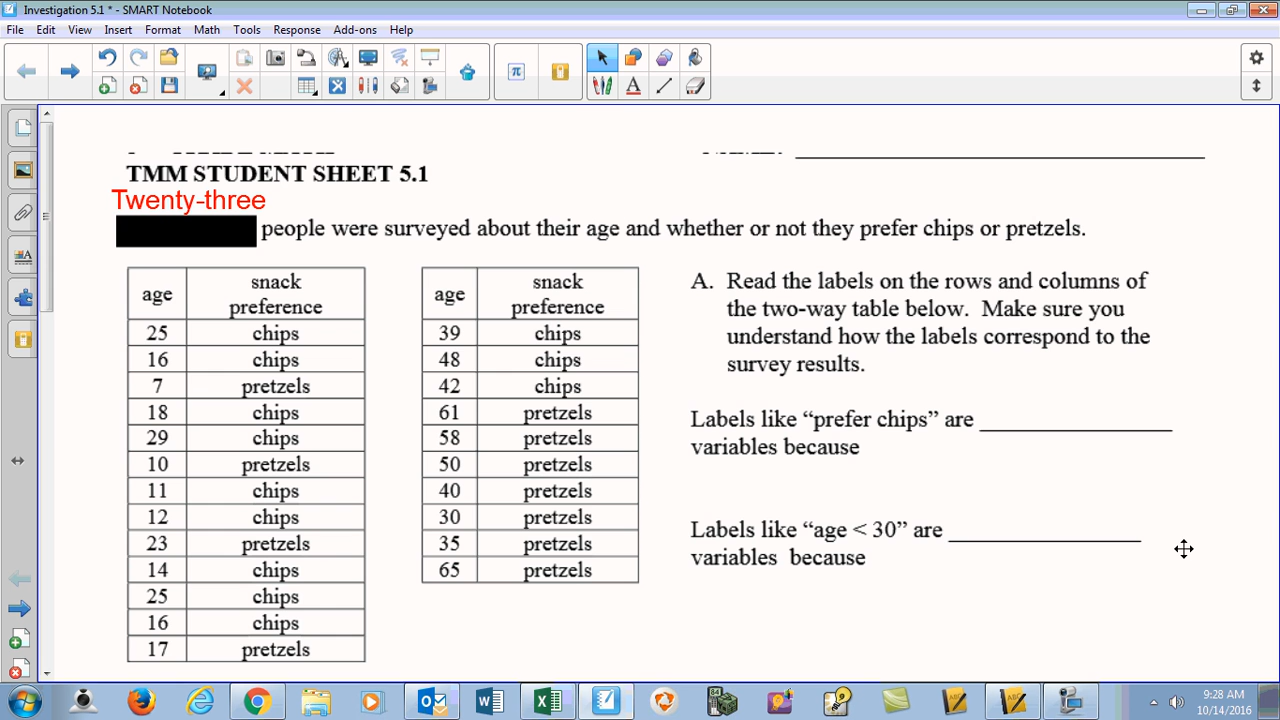 Investigation 5.1 * - SMART Notebook
File Edit View Insert Format Math Tools Response Add-ons Help
TMM STUDENT SHEET 5.1
Twenty-three
people were surveyed about their age and whether or not they prefer chips or pretzels.
age snack preference
25 chips
16 chips
7 pretzels
18 chips
29 chips
10 pretzels
11 chips
12 chips
23 pretzels
14 chips
25 chips
16 chips
17 pretzels
age snack preference
39 chips
48 chips
42 chips
61 pretzels
58 pretzels
50 pretzels
40 pretzels
30 pretzels
35 pretzels
65 pretzels
A. Read the labels on the rows and columns of
the two-way table below. Make sure you
understand how the labels correspond to the
survey results.
Labels like “prefer chips” are
variables because
Labels like “age < 30” are
variables because
9:28 AM
10/14/2016